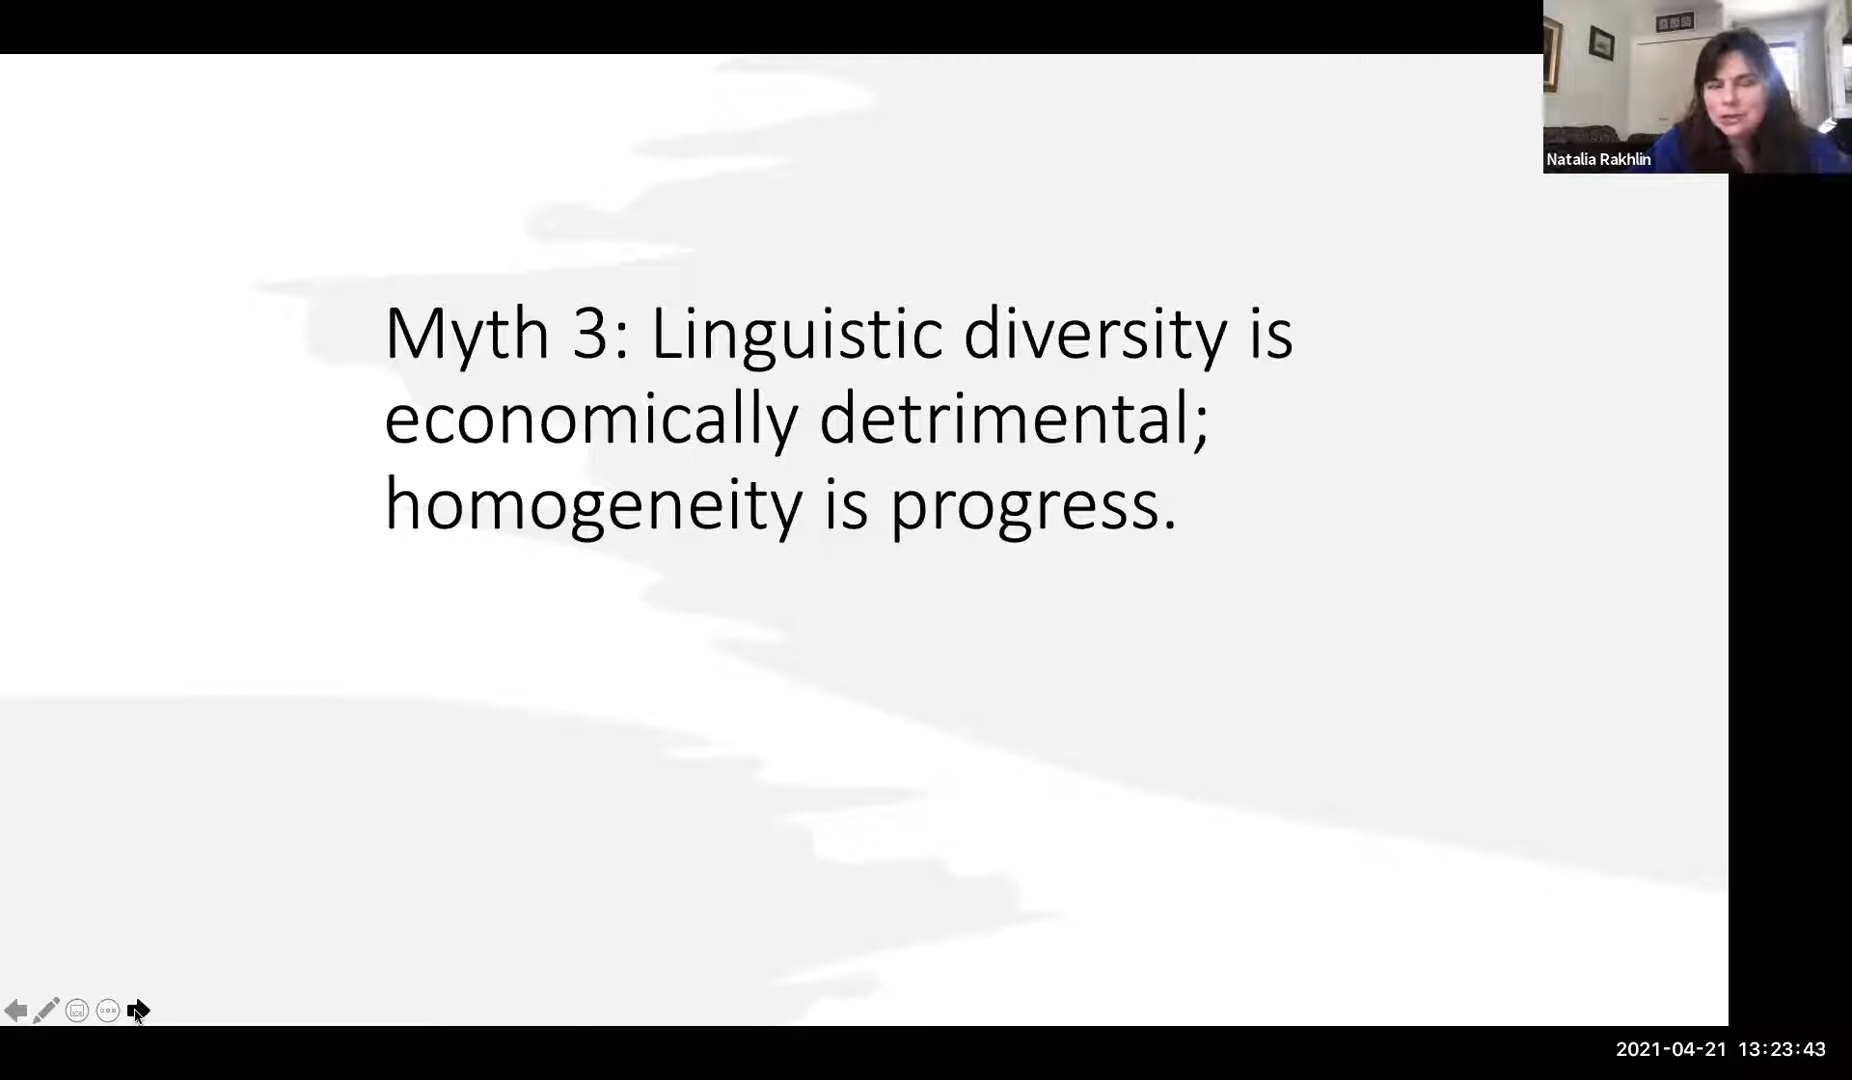 Natalia Rakhlin
Myth 3: Linguistic diversity is
economically detrimental;
homogeneity is progress.
2021-04-21 13:23:43